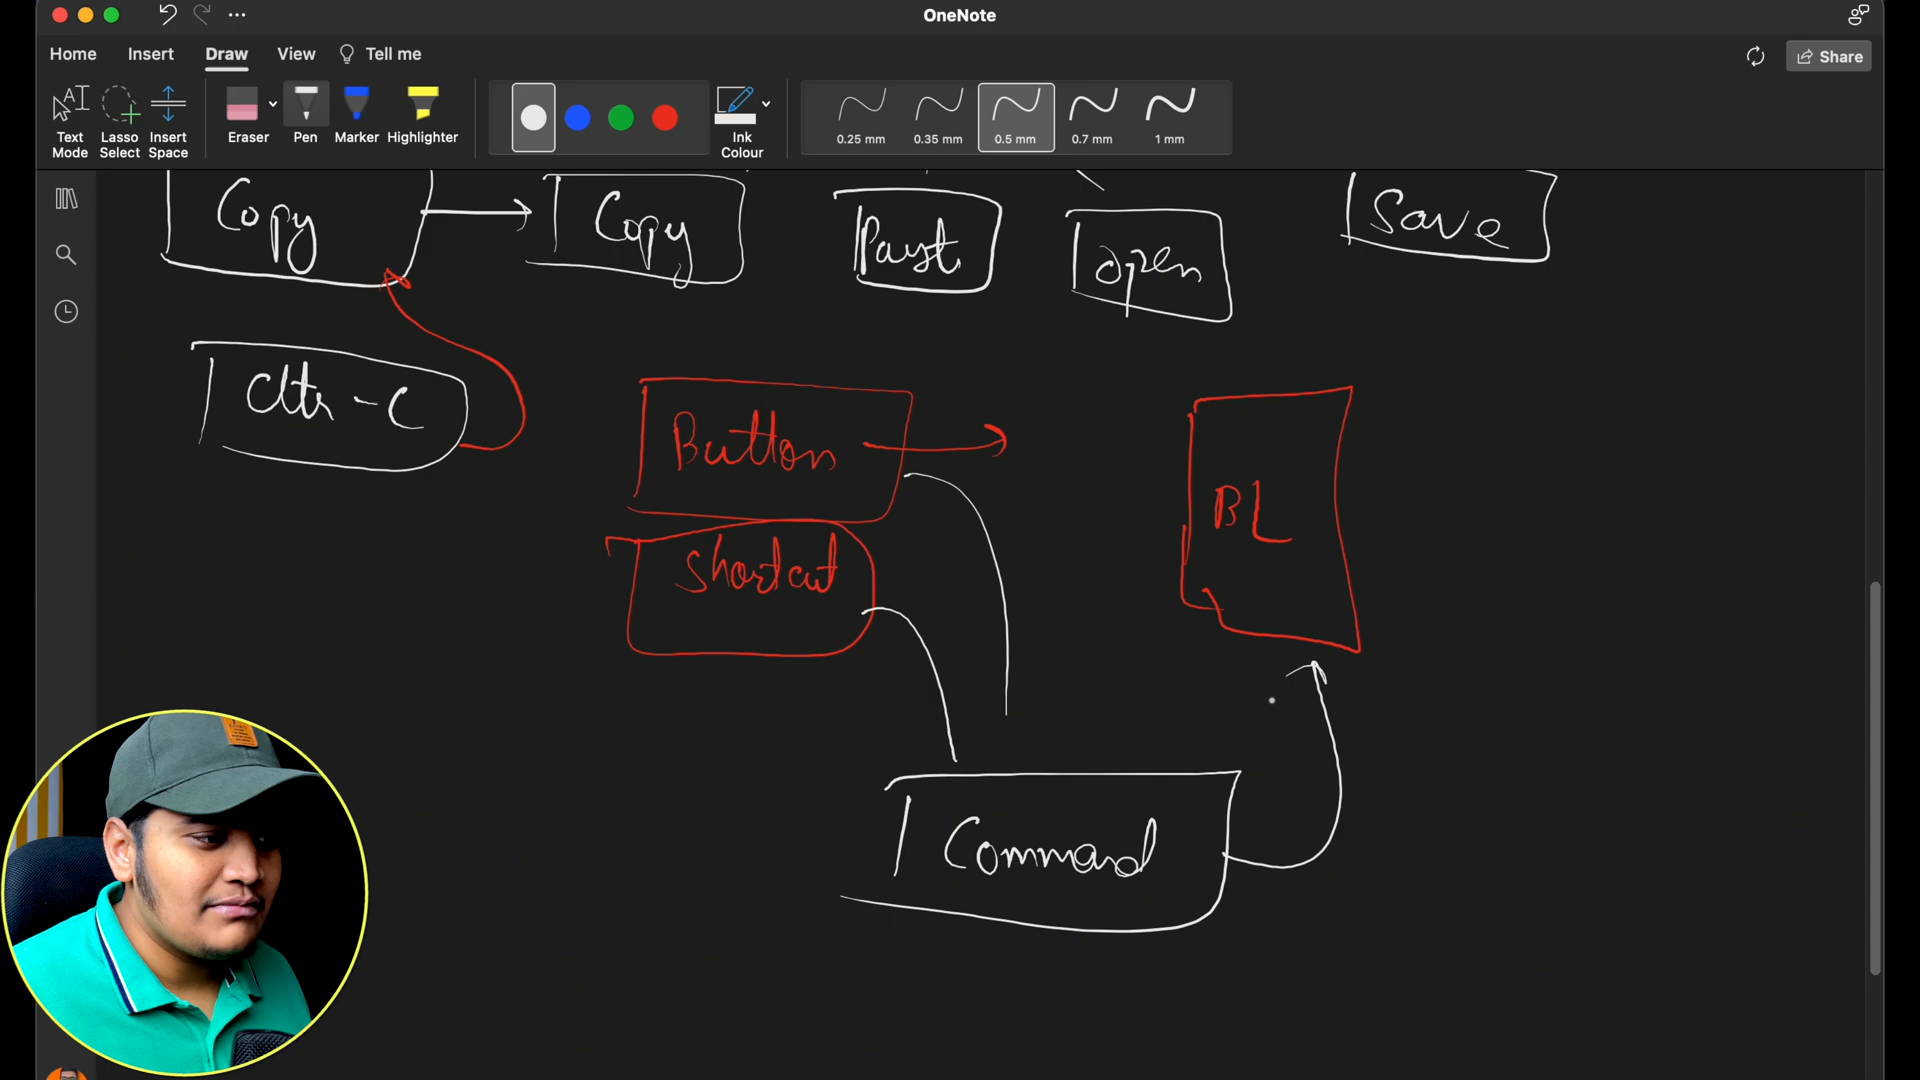 OneNote
Home Insert Draw View Tell me
Share
Text Mode
Lasso Select
Insert Space
Eraser
Pen
Marker
Highlighter
Ink Colour
0.25 mm
0.35 mm
0.5 mm
0.7 mm
1 mm
Copy
Copy
Past
open
Save
Cltr - C
Button
Shortcut
BL
Command